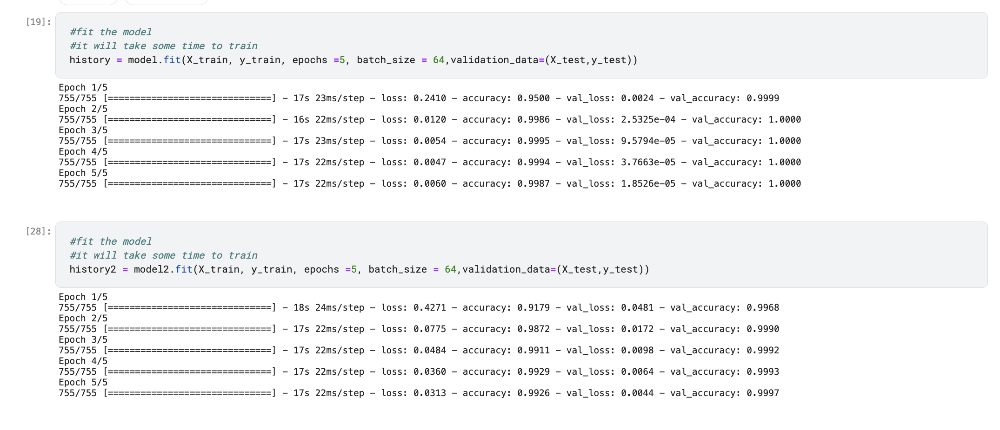 [19]:
#fit the model
#it will take some time to train
history = model.fit(X_train, y_train, epochs =5, batch_size = 64,validation_data=(X_test,y_test))
Epoch 1/5
755/755 [==============================] - 17s 23ms/step - loss: 0.2410 - accuracy: 0.9500 - val_loss: 0.0024 - val_accuracy: 0.9999
Epoch 2/5
755/755 [==============================] - 16s 22ms/step - loss: 0.0120 - accuracy: 0.9986 - val_loss: 2.5325e-04 - val_accuracy: 1.0000
Epoch 3/5
755/755 [==============================] - 17s 23ms/step - loss: 0.0054 - accuracy: 0.9995 - val_loss: 9.5794e-05 - val_accuracy: 1.0000
Epoch 4/5
755/755 [==============================] - 17s 22ms/step - loss: 0.0047 - accuracy: 0.9994 - val_loss: 3.7663e-05 - val_accuracy: 1.0000
Epoch 5/5
755/755 [==============================] - 17s 22ms/step - loss: 0.0060 - accuracy: 0.9987 - val_loss: 1.8526e-05 - val_accuracy: 1.0000
[28]:
#fit the model
#it will take some time to train
history2 = model2.fit(X_train, y_train, epochs =5, batch_size = 64,validation_data=(X_test,y_test))
Epoch 1/5
755/755 [==============================] - 18s 24ms/step - loss: 0.4271 - accuracy: 0.9179 - val_loss: 0.0481 - val_accuracy: 0.9968
Epoch 2/5
755/755 [==============================] - 17s 22ms/step - loss: 0.0775 - accuracy: 0.9872 - val_loss: 0.0172 - val_accuracy: 0.9990
Epoch 3/5
755/755 [==============================] - 17s 22ms/step - loss: 0.0484 - accuracy: 0.9911 - val_loss: 0.0098 - val_accuracy: 0.9992
Epoch 4/5
755/755 [==============================] - 17s 22ms/step - loss: 0.0360 - accuracy: 0.9929 - val_loss: 0.0064 - val_accuracy: 0.9993
Epoch 5/5
755/755 [==============================] - 17s 22ms/step - loss: 0.0313 - accuracy: 0.9926 - val_loss: 0.0044 - val_accuracy: 0.9997